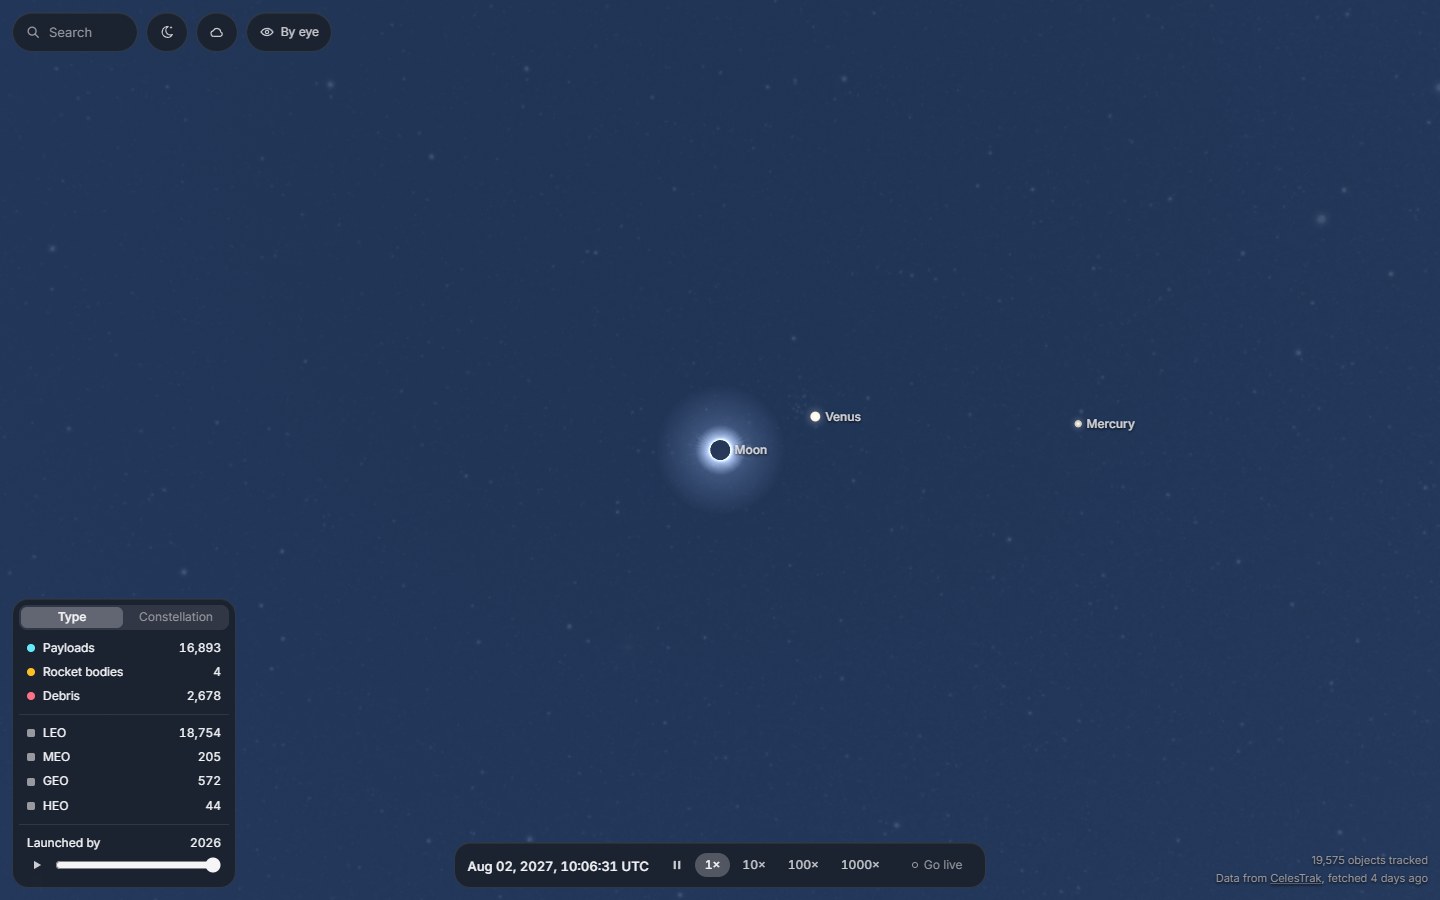 Search
By eye
Venus
Mercury
Moon
Type Constellation
Payloads 16,893
Rocket bodies 4
Debris 2,678
LEO 18,754
MEO 205
GEO 572
HEO 44
Launched by 2026
Aug 02, 2027, 10:06:31 UTC 1× 10× 100× 1000× Go live
19,575 objects tracked
Data from CelesTrak, fetched 4 days ago